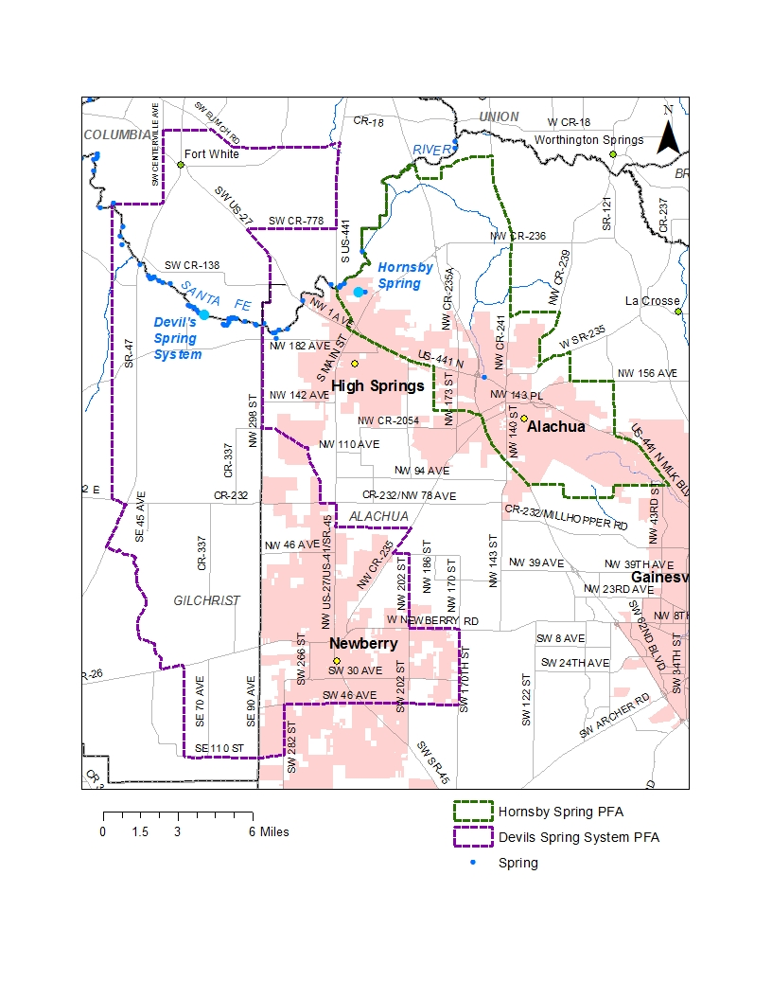 COLUMBIA
SW CENTERVILLE AVE
SW ELIM CH RD
CR-18
UNION
W CR-18
N
Worthington Springs
RIVER
Fort White
BR
SW US-27
SW CR-778
S US-441
SR-121
CR-237
NW CR-236
SW CR-138
Hornsby
Spring
NW CR-235A
NW CR-239
SANTA FE
NW 1 AVE
La Crosse
Devil's
Spring
System
NW CR-241
W SR-235
SR-47
NW 182 AVE
S MAIN ST
US-441 N
NW 156 AVE
High Springs
NW 173 ST
NW 142 AVE
NW 143 PL
NW 298 ST
NW CR-2054
NW 140 ST
Alachua
US-441 N MLK BLV
NW 110 AVE
CR-337
NW 94 AVE
2 E
SE 45 AVE
CR-232
CR-232/NW 78 AVE
NW 43RD ST
ALACHUA
CR-232/MILLHOPPER RD
NW 46 AVE
NW US-27/US-41/SR-45
NW CR-235
NW 202 ST
NW 186 ST
NW 170 ST
NW 143 ST
CR-337
NW 39 AVE
NW 39TH AVE
Gainesv
NW 23RD AVE
GILCHRIST
W NEWBERRY RD
NW 8TH
SW 62ND BLVD
SW 34TH ST
SW 8 AVE
Newberry
SW 266 ST
SW 24TH AVE
SW 30 AVE
R-26
SE 70 AVE
SE 90 AVE
SW 202 ST
SW 170TH ST
SW 122 ST
SW 46 AVE
SW ARCHER RD
SW 282 ST
SE 110 ST
SW SR-45
0 1.5 3 6 Miles
Hornsby Spring PFA
Devils Spring System PFA
Spring